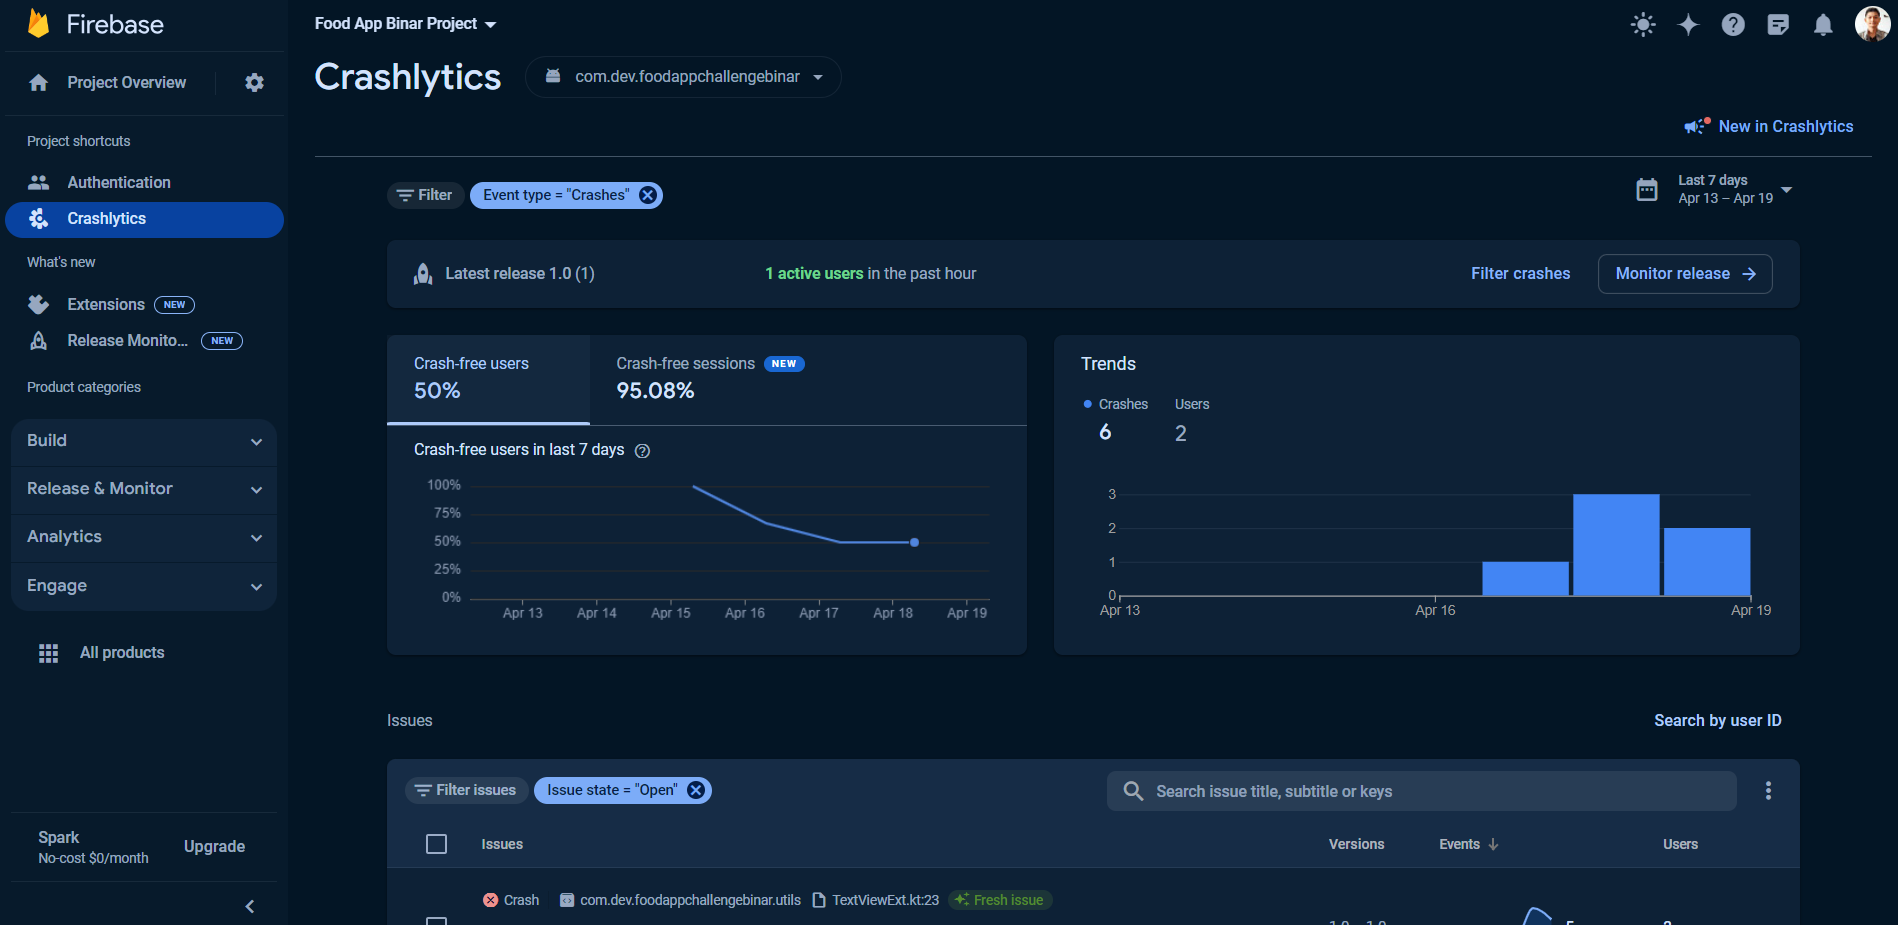 Firebase
Project Overview
Project shortcuts
Authentication
Crashlytics
What's new
Extensions NEW
Release Monito... NEW
Product categories
Build
Release & Monitor
Analytics
Engage
All products
Spark
No-cost $0/month
Upgrade
Food App Binar Project
Crashlytics com.dev.foodappchallengebinar
New in Crashlytics
Filter Event type = "Crashes"
Last 7 days
Apr 13 – Apr 19
Latest release 1.0 (1) 1 active users in the past hour Filter crashes Monitor release
Crash-free users
50%
Crash-free sessions NEW
95.08%
Crash-free users in last 7 days
100%
75%
50%
25%
0%
Apr 13 Apr 14 Apr 15 Apr 16 Apr 17 Apr 18 Apr 19
Trends
Crashes Users
6 2
3
2
1
0
Apr 13 Apr 16 Apr 19
Issues Search by user ID
Filter issues Issue state = "Open" Search issue title, subtitle or keys
Issues Versions Events Users
Crash com.dev.foodappchallengebinar.utils TextViewExt.kt:23 Fresh issue